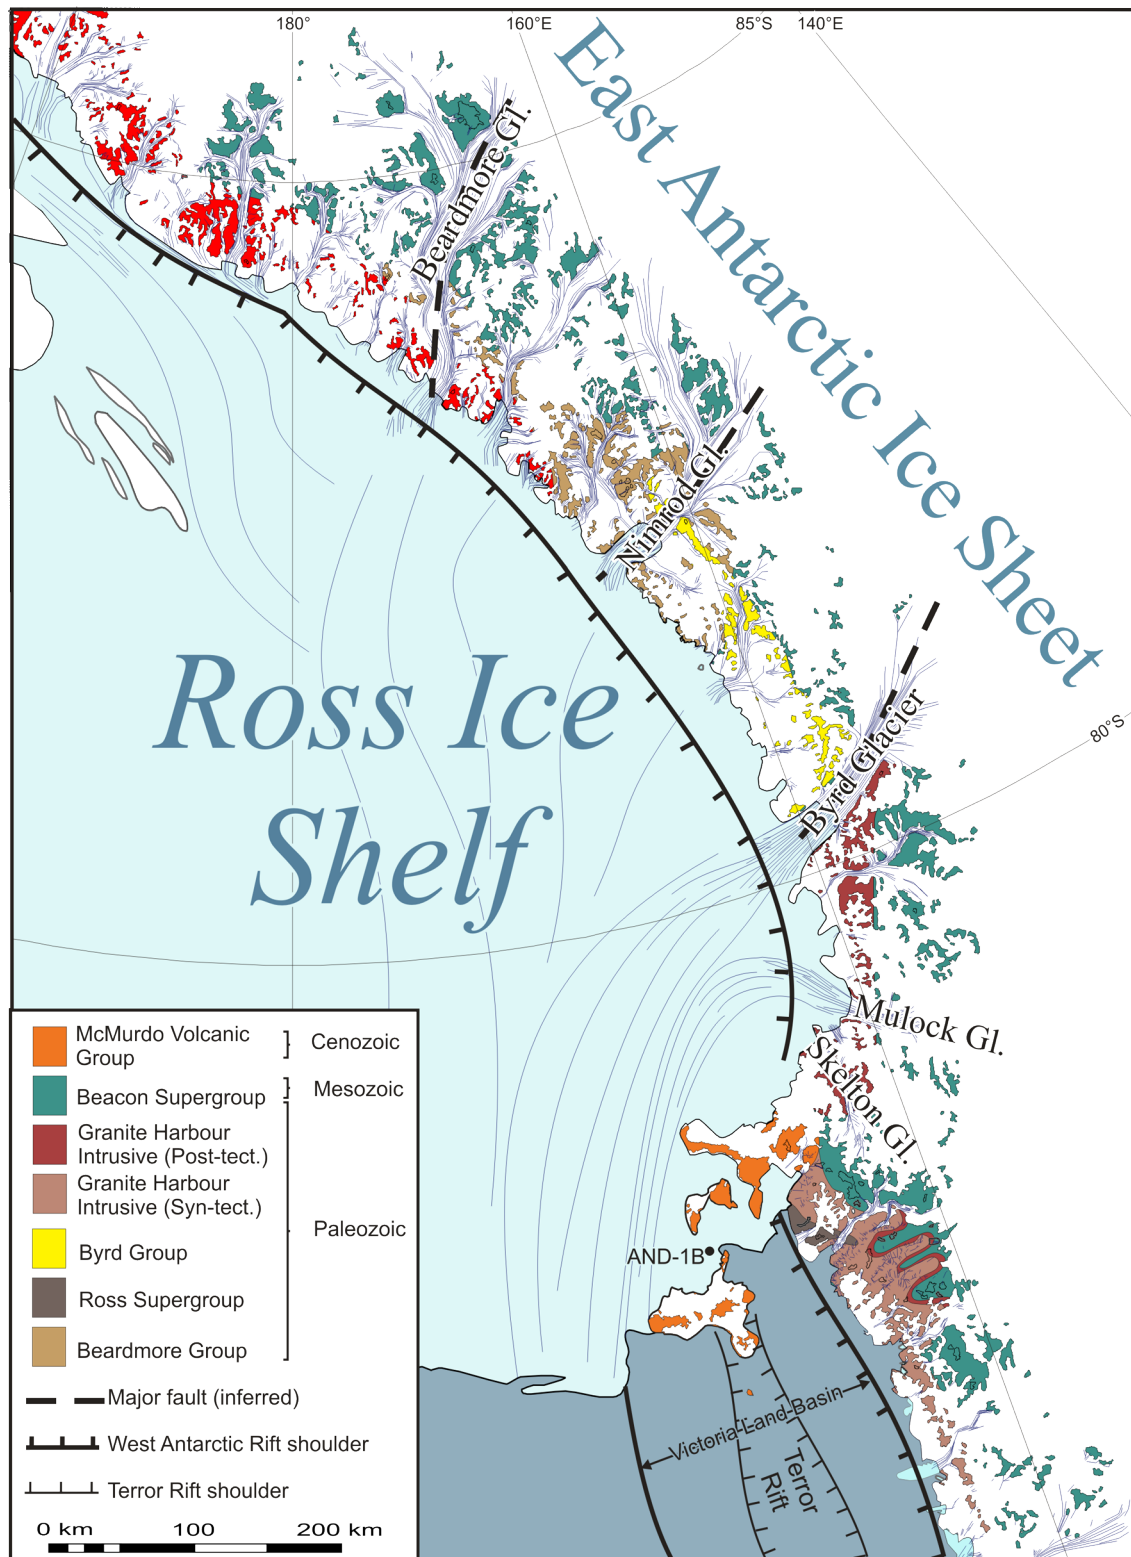 180°
160°E
85°S
140°E
East Antarctic Ice Sheet
Beardmore Gl.
Nimrod Gl.
Byrd Glacier
80°S
Ross Ice
Shelf
Mulock Gl.
Skelton Gl.
AND-1B
Victoria Land Basin
Terror
Rift
McMurdo Volcanic
Group
Cenozoic
Beacon Supergroup
Mesozoic
Granite Harbour
Intrusive (Post-tect.)
Granite Harbour
Intrusive (Syn-tect.)
Paleozoic
Byrd Group
Ross Supergroup
Beardmore Group
Major fault (inferred)
West Antarctic Rift shoulder
Terror Rift shoulder
0 km 100 200 km